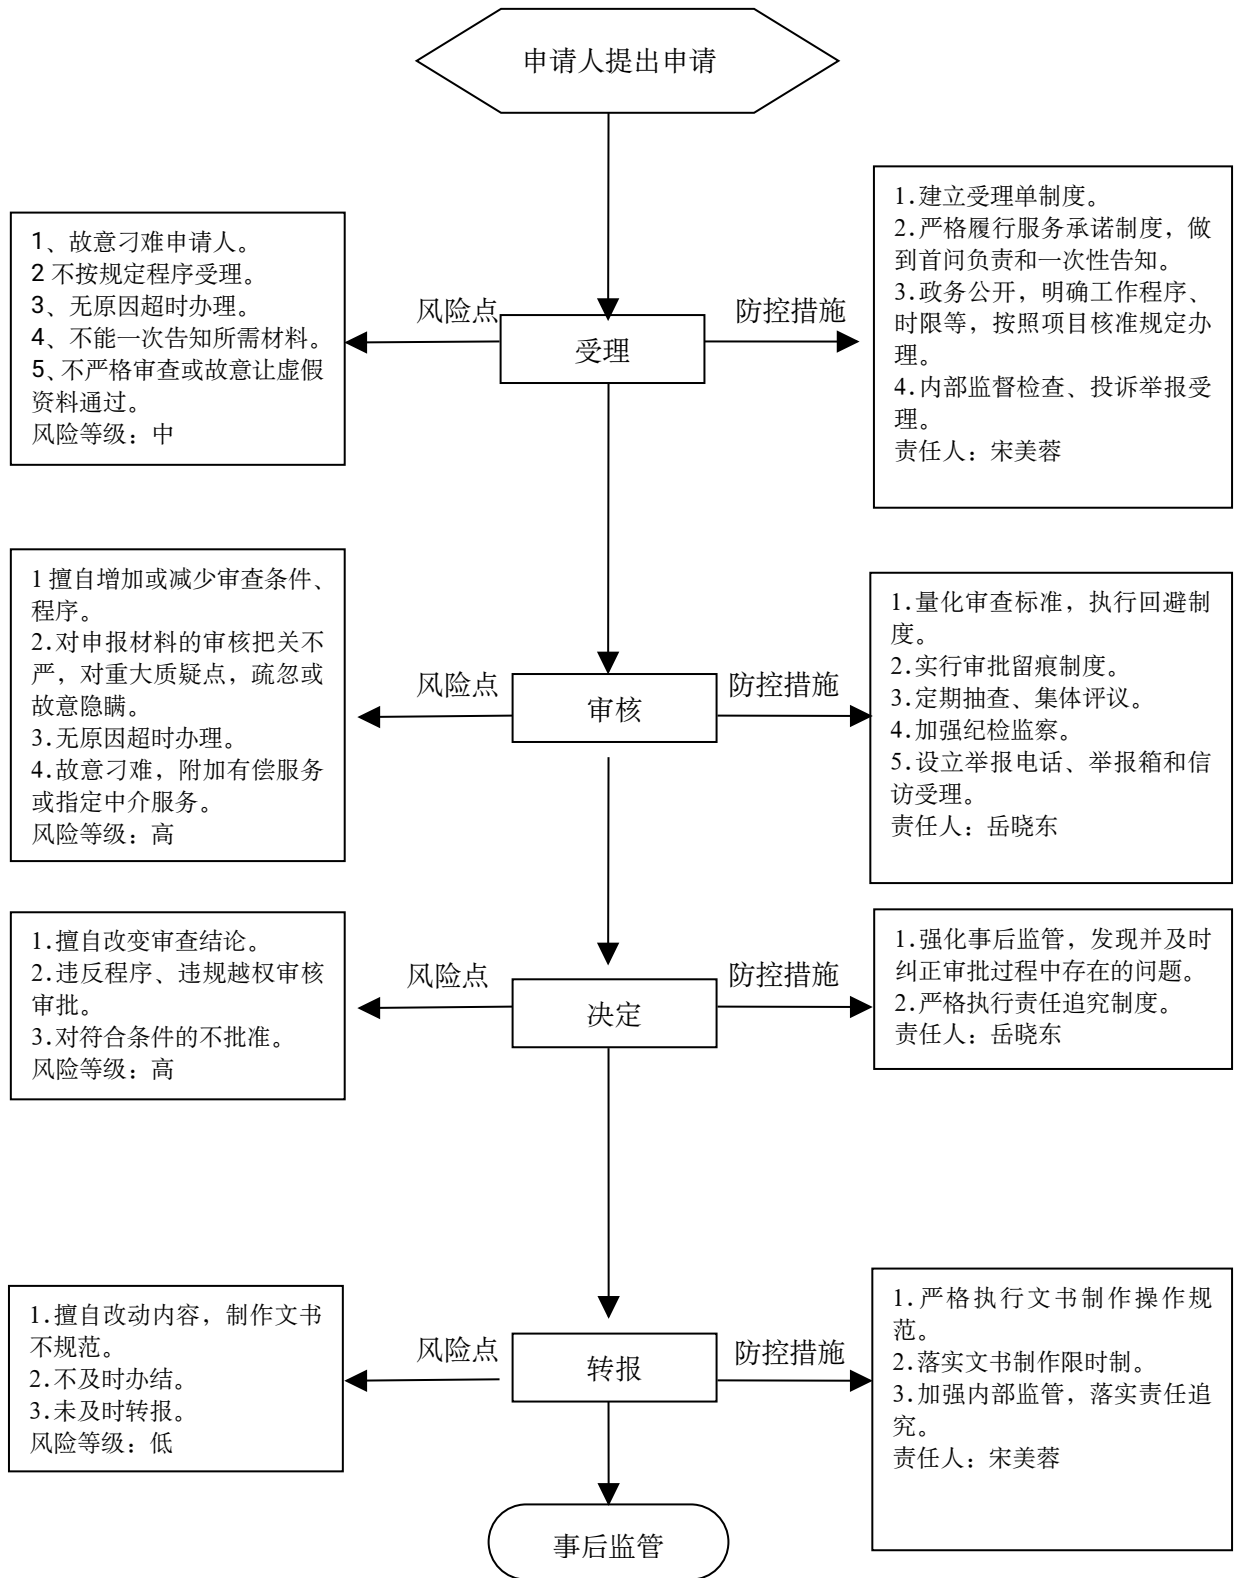 申请人提出申请
1、故意刁难申请人。
2 不按规定程序受理。
3、无原因超时办理。
4、不能一次告知所需材料。
5、不严格审查或故意让虚假
资料通过。
风险等级：中
风险点
受理
防控措施
1.建立受理单制度。
2.严格履行服务承诺制度，做
到首问负责和一次性告知。
3.政务公开，明确工作程序、
时限等，按照项目核准规定办
理。
4.内部监督检查、投诉举报受
理。
责任人：宋美蓉
1 擅自增加或减少审查条件、
程序。
2.对申报材料的审核把关不
严，对重大质疑点，疏忽或
故意隐瞒。
3.无原因超时办理。
4.故意刁难，附加有偿服务
或指定中介服务。
风险等级：高
风险点
审核
防控措施
1.量化审查标准，执行回避制
度。
2.实行审批留痕制度。
3.定期抽查、集体评议。
4.加强纪检监察。
5.设立举报电话、举报箱和信
访受理。
责任人：岳晓东
1.擅自改变审查结论。
2.违反程序、违规越权审核
审批。
3.对符合条件的不批准。
风险等级：高
风险点
决定
防控措施
1.强化事后监管，发现并及时
纠正审批过程中存在的问题。
2.严格执行责任追究制度。
责任人：岳晓东
1.擅自改动内容，制作文书
不规范。
2.不及时办结。
3.未及时转报。
风险等级：低
风险点
转报
防控措施
1.严格执行文书制作操作规
范。
2.落实文书制作限时制。
3.加强内部监管，落实责任追
究。
责任人：宋美蓉
事后监管